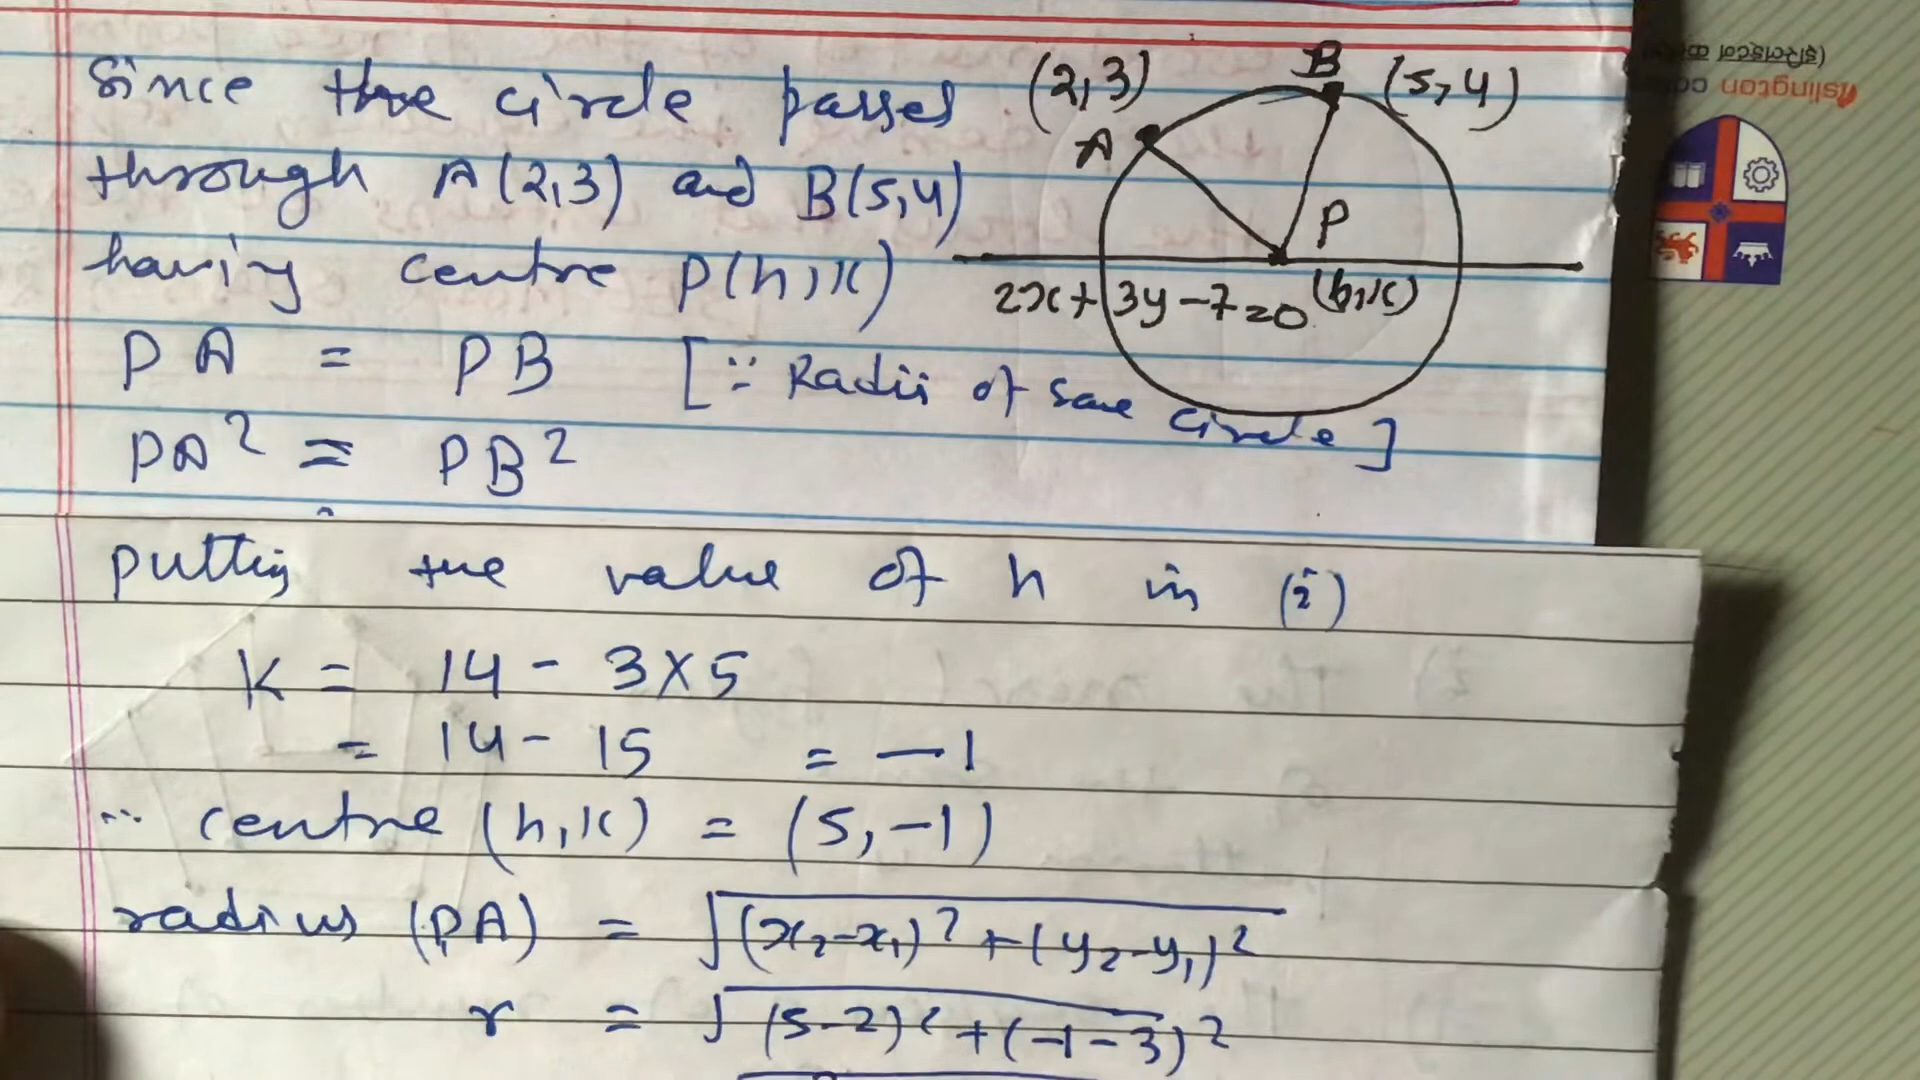 Since the circle passes
through A(2,3) and B(5,4)
having centre P(h,k)
PA = PB [∵ Radii of same circle]
PA² = PB²
(2,3)
A
B
(5,4)
P
(h,k)
2x+3y-7=0
putting the value of h in (i)
K = 14 - 3×5
= 14 - 15 = -1
∴ centre (h,k) = (5,-1)
radius (PA) = √(x₂-x₁)²+(y₂-y₁)²
r = √(5-2)²+(-1-3)²
islington